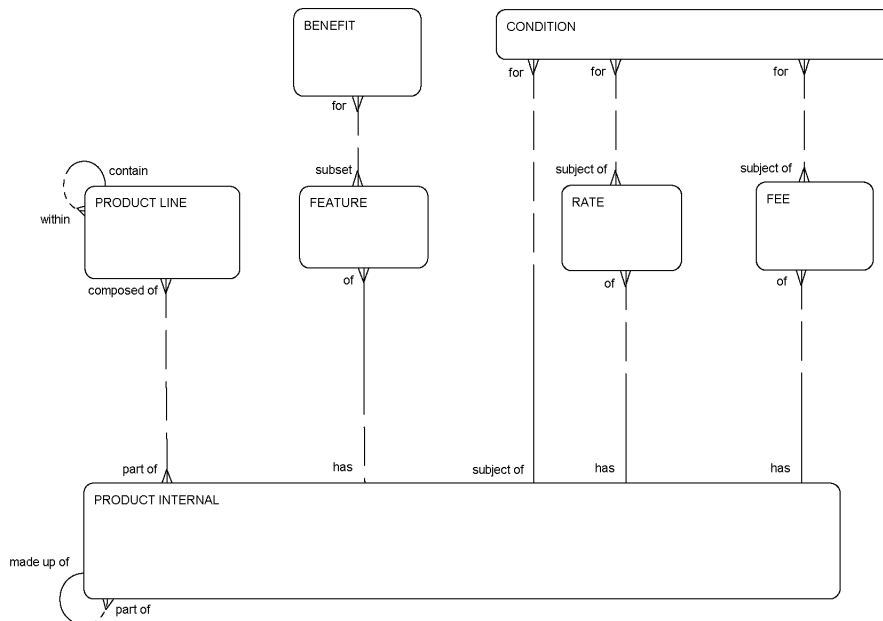 BENEFIT
CONDITION
for
for
for
for
contain
subset
subject of
subject of
PRODUCT LINE
FEATURE
RATE
FEE
within
composed of
of
of
of
part of
has
subject of
has
has
PRODUCT INTERNAL
made up of
part of